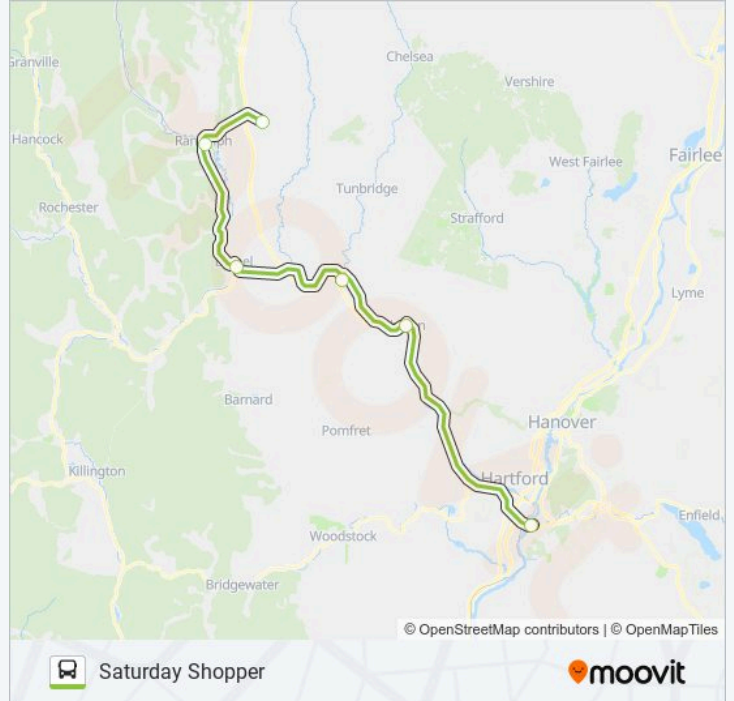 Chelsea
Granville
Vershire
Hancock
Fairlee
West Fairlee
Tunbridge
Rochester
Strafford
Lyme
Barnard
Hanover
Pomfret
Killington
Hartford
Enfield
Woodstock
Bridgewater
© OpenStreetMap contributors | © OpenMapTiles
Saturday Shopper
moovit